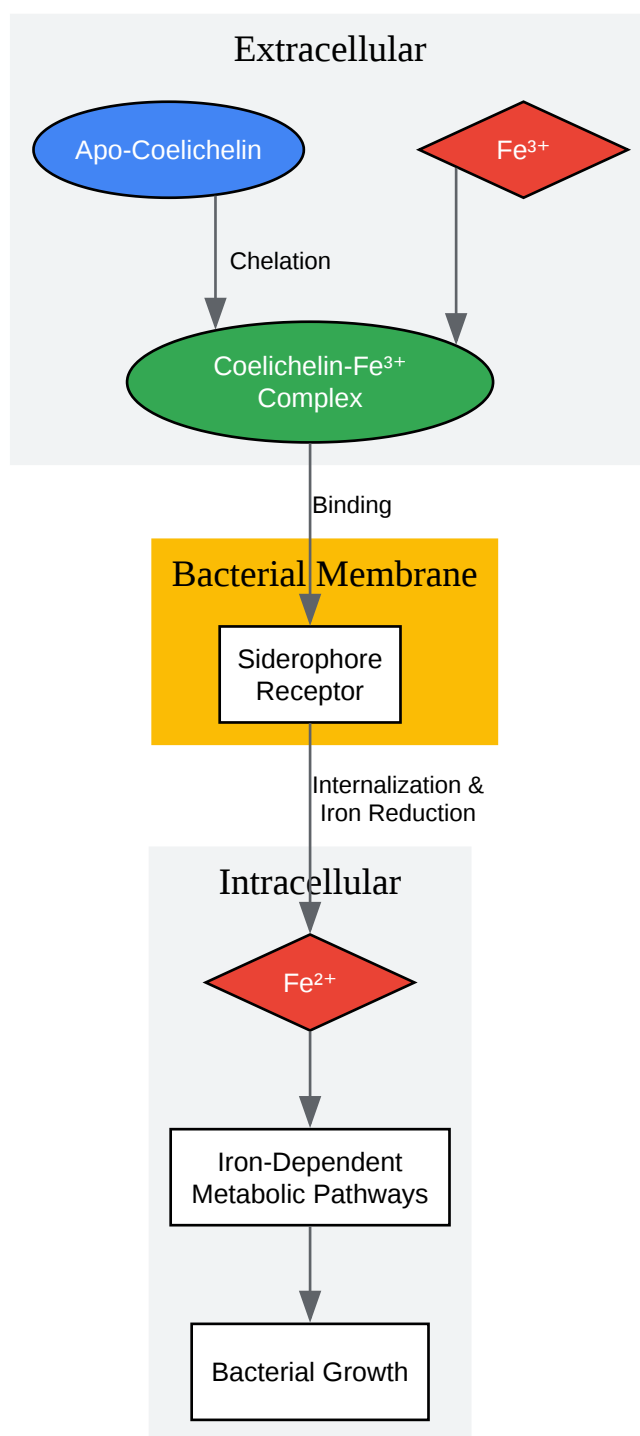 Extracellular
Apo-Coelichelin
Fe³⁺
Chelation
Coelichelin-Fe³⁺
Complex
Binding
Bacterial Membrane
Siderophore
Receptor
Internalization &
Iron Reduction
Intracellular
Fe²⁺
Iron-Dependent
Metabolic Pathways
Bacterial Growth